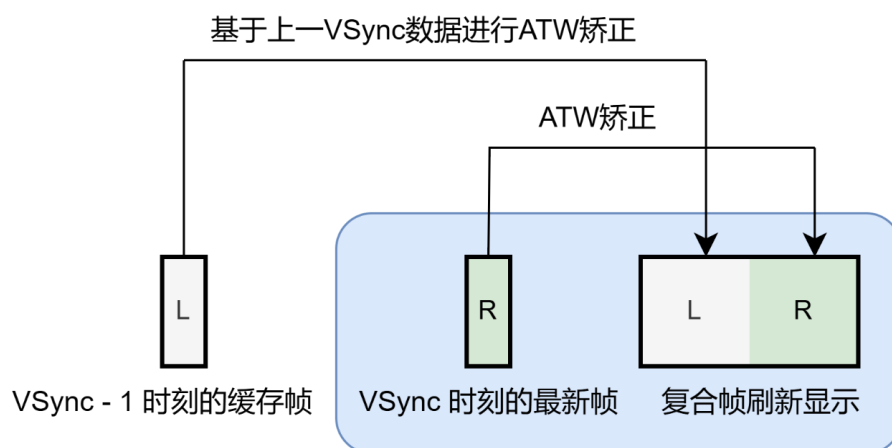 基于上一VSync数据进行ATW矫正
ATW矫正
L
R
L
R
VSync - 1 时刻的缓存帧
VSync 时刻的最新帧
复合帧刷新显示